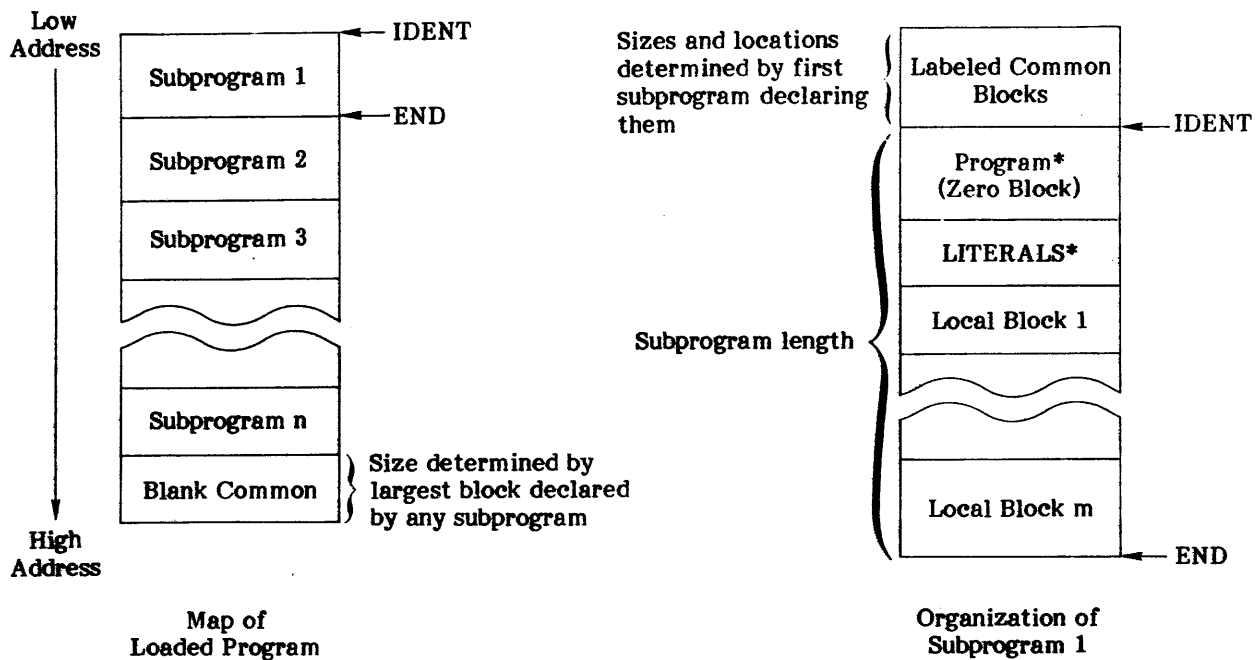 Low
Address
IDENT
Subprogram 1
END
Subprogram 2
Subprogram 3
Subprogram n
Blank Common
Size determined by
largest block declared
by any subprogram
High
Address
Map of
Loaded Program
Sizes and locations
determined by first
subprogram declaring
them
Labeled Common
Blocks
IDENT
Program*
(Zero Block)
LITERALS*
Local Block 1
Subprogram length
Local Block m
END
Organization of
Subprogram 1